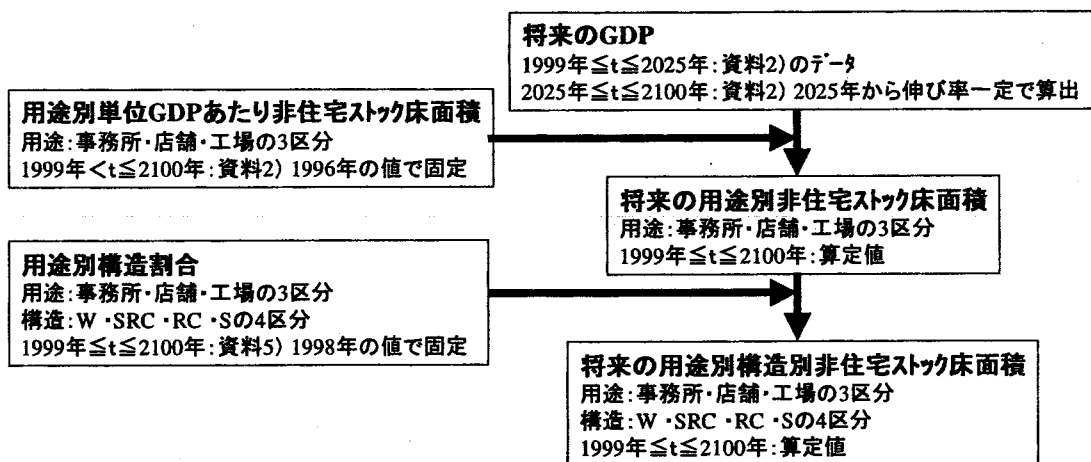 将来のGDP
1999年≦t≦2025年:資料2)のデータ
2025年≦t≦2100年:資料2) 2025年から伸び率一定で算出
用途別単位GDPあたり非住宅ストック床面積
用途:事務所・店舗・工場の3区分
1999年<t≦2100年:資料2) 1996年の値で固定
将来の用途別非住宅ストック床面積
用途:事務所・店舗・工場の3区分
1999年≦t≦2100年:算定値
用途別構造割合
用途:事務所・店舗・工場の3区分
構造:W・SRC・RC・Sの4区分
1999年≦t≦2100年:資料5) 1998年の値で固定
将来の用途別構造別非住宅ストック床面積
用途:事務所・店舗・工場の3区分
構造:W・SRC・RC・Sの4区分
1999年≦t≦2100年:算定値